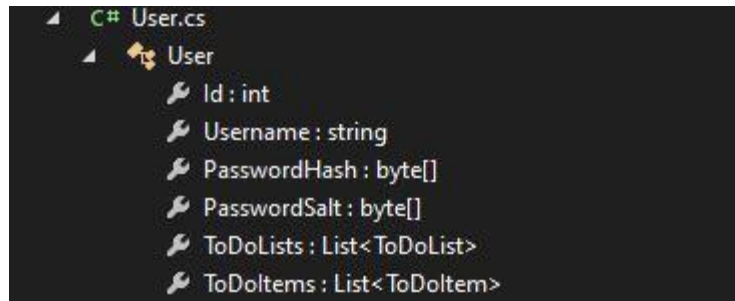 C# User.cs
User
Id : int
Username : string
PasswordHash : byte[]
PasswordSalt : byte[]
ToDoLists : List<ToDoList>
ToDoItems : List<ToDoItem>